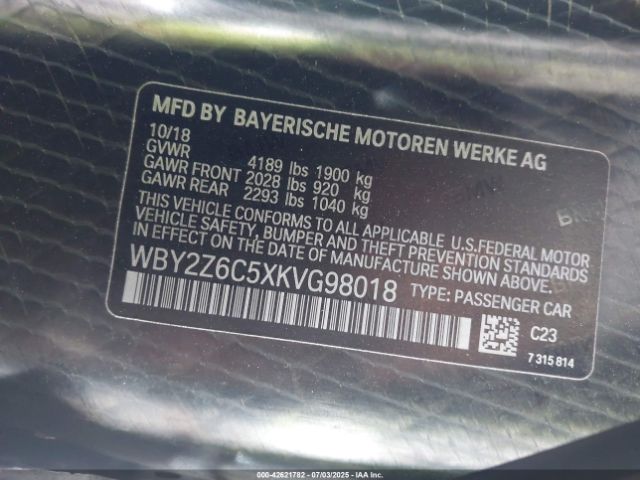 MFD BY BAYERISCHE MOTOREN WERKE AG
10/18
GVWR 4189 lbs 1900 kg
GAWR FRONT 2028 lbs 920 kg
GAWR REAR 2293 lbs 1040 kg
THIS VEHICLE CONFORMS TO ALL APPLICABLE U.S. FEDERAL MOTOR
VEHICLE SAFETY, BUMPER AND THEFT PREVENTION STANDARDS
IN EFFECT ON THE DATE OF MANUFACTURE SHOWN ABOVE.
WBY2Z6C5XKVG98018 TYPE: PASSENGER CAR
C23
7 315 814
000-42621782 - 07/03/2025 - IAAI.com